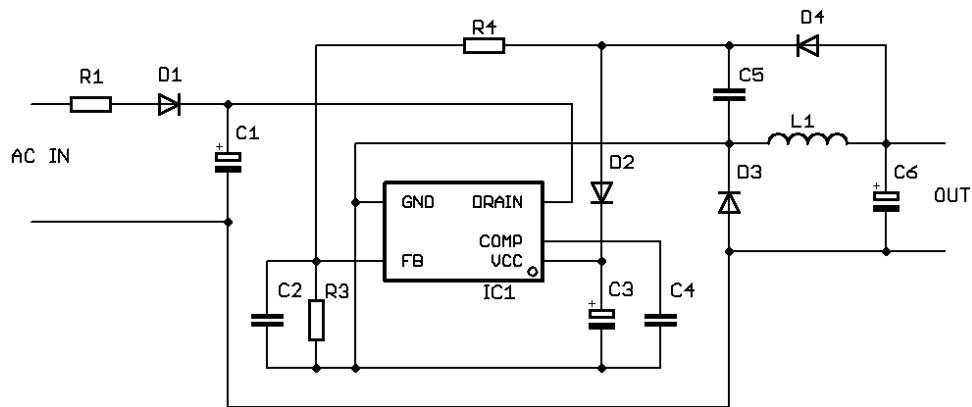 R4
D4
R1
D1
C5
C1
L1
AC IN
D2
D3
C6
GND
DRAIN
OUT
COMP
FB
VCC
C2
R3
IC1
C3
C4
+
+
+